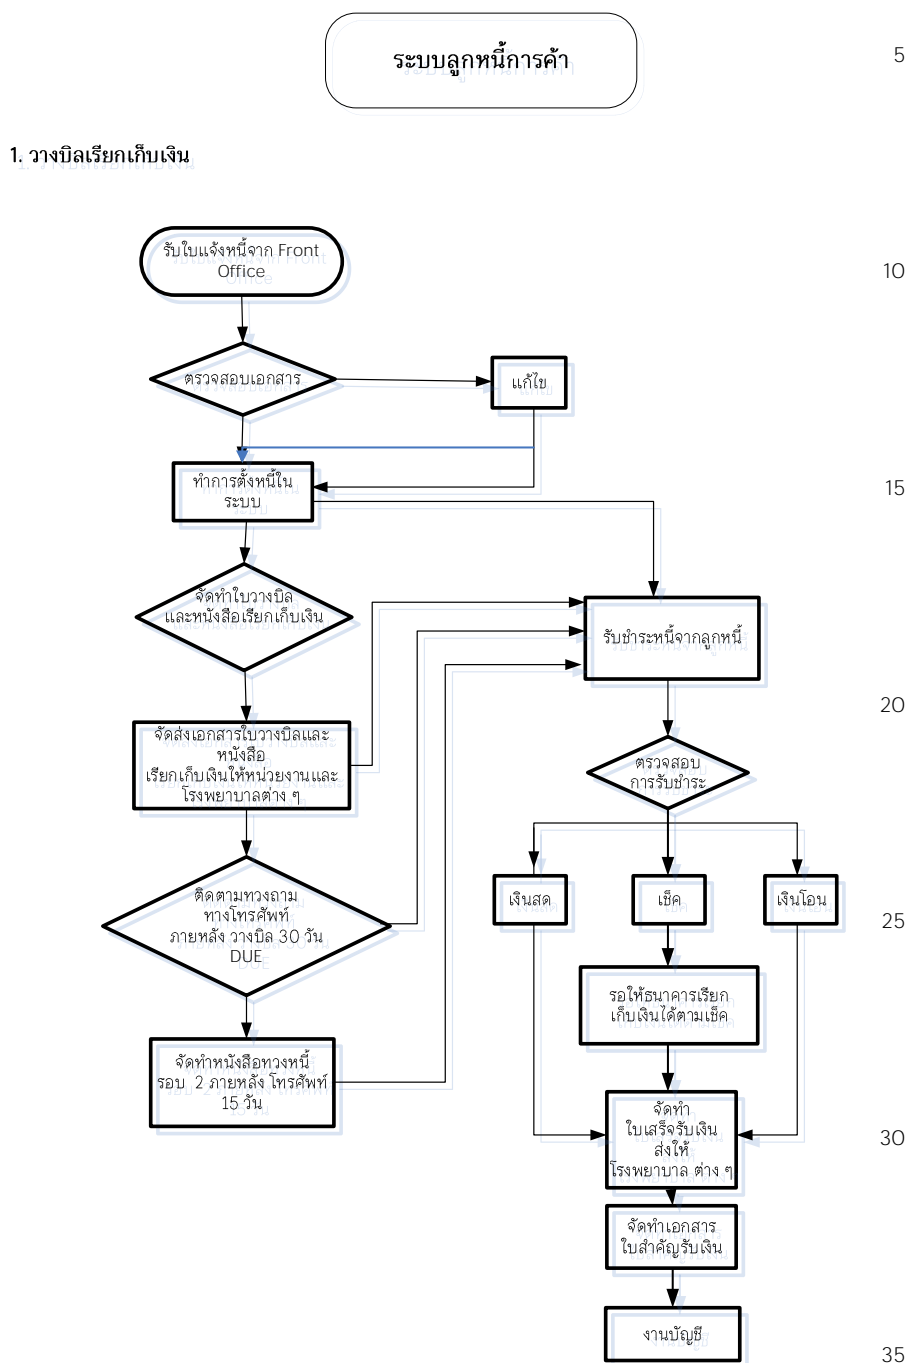 ระบบลูกหนี้การค้า
5
1. วางบิลเรียกเก็บเงิน
รับใบแจ้งหนี้จาก Front
Office
10
ตรวจสอบเอกสาร
แก้ไข
ทำการตั้งหนี้ใน
ระบบ
15
จัดทำใบวางบิล
และหนังสือเรียกเก็บเงิน
รับชำระหนี้จากลูกหนี้
20
จัดส่งเอกสารใบวางบิลและ
หนังสือ
เรียกเก็บเงินให้หน่วยงานและ
โรงพยาบาลต่าง ๆ
ตรวจสอบ
การรับชำระ
ติดตามทวงถาม
ทางโทรศัพท์
ภายหลัง วางบิล 30 วัน
DUE
เงินสด
เช็ค
เงินโอน
25
รอให้ธนาคารเรียก
เก็บเงินได้ตามเช็ค
จัดทำหนังสือทวงหนี้
รอบ 2 ภายหลัง โทรศัพท์
15 วัน
จัดทำ
ใบเสร็จรับเงิน
ส่งให้
โรงพยาบาล ต่าง ๆ
30
จัดทำเอกสาร
ใบสำคัญรับเงิน
งานบัญชี
35